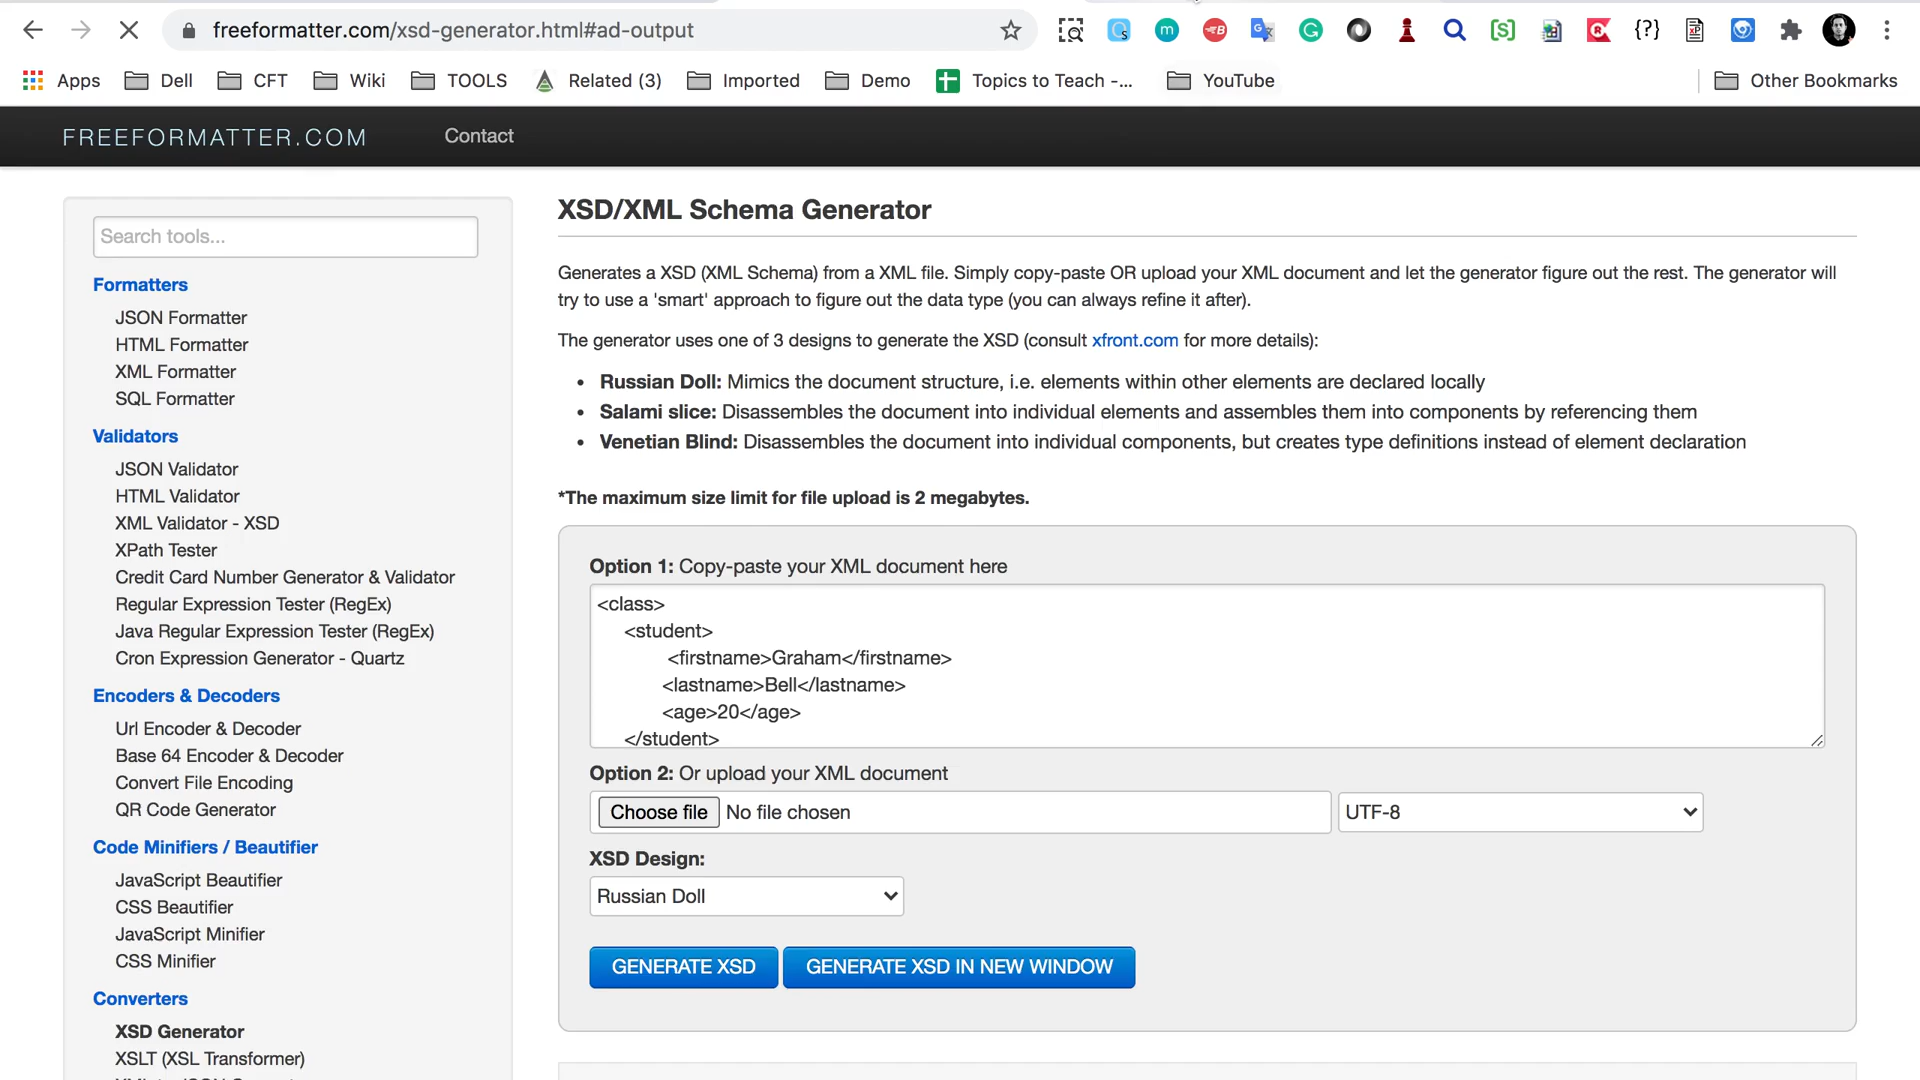 freeformatter.com/xsd-generator.html#ad-output
Apps Dell CFT Wiki TOOLS Related (3) Imported Demo Topics to Teach -... YouTube Other Bookmarks
FREEFORMATTER.COM Contact
Search tools...
Formatters
JSON Formatter
HTML Formatter
XML Formatter
SQL Formatter
Validators
JSON Validator
HTML Validator
XML Validator - XSD
XPath Tester
Credit Card Number Generator & Validator
Regular Expression Tester (RegEx)
Java Regular Expression Tester (RegEx)
Cron Expression Generator - Quartz
Encoders & Decoders
Url Encoder & Decoder
Base 64 Encoder & Decoder
Convert File Encoding
QR Code Generator
Code Minifiers / Beautifier
JavaScript Beautifier
CSS Beautifier
JavaScript Minifier
CSS Minifier
Converters
XSD Generator
XSLT (XSL Transformer)
XSD/XML Schema Generator
Generates a XSD (XML Schema) from a XML file. Simply copy-paste OR upload your XML document and let the generator figure out the rest. The generator will
try to use a 'smart' approach to figure out the data type (you can always refine it after).
The generator uses one of 3 designs to generate the XSD (consult xfront.com for more details):
• Russian Doll: Mimics the document structure, i.e. elements within other elements are declared locally
• Salami slice: Disassembles the document into individual elements and assembles them into components by referencing them
• Venetian Blind: Disassembles the document into individual components, but creates type definitions instead of element declaration
*The maximum size limit for file upload is 2 megabytes.
Option 1: Copy-paste your XML document here
<class>
<student>
<firstname>Graham</firstname>
<lastname>Bell</lastname>
<age>20</age>
</student>
Option 2: Or upload your XML document
Choose file No file chosen UTF-8
XSD Design:
Russian Doll
GENERATE XSD GENERATE XSD IN NEW WINDOW